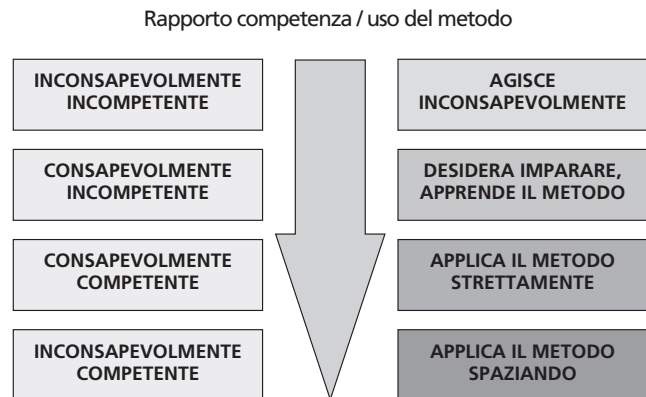 Rapporto competenza / uso del metodo
INCONSAPEVOLMENTE
INCOMPETENTE
AGISCE
INCONSAPEVOLMENTE
CONSAPEVOLMENTE
INCOMPETENTE
DESIDERA IMPARARE,
APPRENDE IL METODO
CONSAPEVOLMENTE
COMPETENTE
APPLICA IL METODO
STRETTAMENTE
INCONSAPEVOLMENTE
COMPETENTE
APPLICA IL METODO
SPAZIANDO